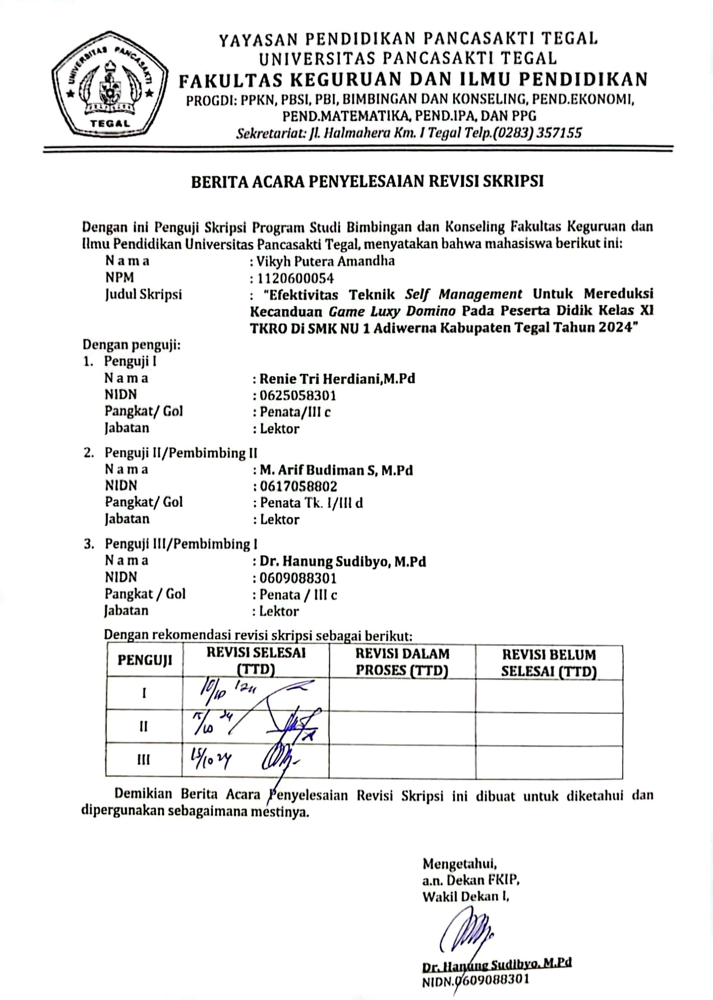 YAYASAN PENDIDIKAN PANCASAKTI TEGAL
UNIVERSITAS PANCASAKTI TEGAL
FAKULTAS KEGURUAN DAN ILMU PENDIDIKAN
PROGDI: PPKN, PBSI, PBI, BIMBINGAN DAN KONSELING, PEND.EKONOMI,
PEND.MATEMATIKA, PEND.IPA, DAN PPG
Sekretariat: Jl. Halmahera Km. I Tegal Telp.(0283) 357155
UNIVERSITAS PANCASAKTI
TEGAL
BERITA ACARA PENYELESAIAN REVISI SKRIPSI
Dengan ini Penguji Skripsi Program Studi Bimbingan dan Konseling Fakultas Keguruan dan
Ilmu Pendidikan Universitas Pancasakti Tegal, menyatakan bahwa mahasiswa berikut ini:
N a m a : Vikyh Putera Amandha
NPM : 1120600054
Judul Skripsi : "Efektivitas Teknik Self Management Untuk Mereduksi
Kecanduan Game Luxy Domino Pada Peserta Didik Kelas XI
TKRO Di SMK NU 1 Adiwerna Kabupaten Tegal Tahun 2024"
Dengan penguji:
1. Penguji I
N a m a : Renie Tri Herdiani,M.Pd
NIDN : 0625058301
Pangkat/ Gol : Penata/III c
Jabatan : Lektor
2. Penguji II/Pembimbing II
N a m a : M. Arif Budiman S, M.Pd
NIDN : 0617058802
Pangkat/ Gol : Penata Tk. I/III d
Jabatan : Lektor
3. Penguji III/Pembimbing I
N a m a : Dr. Hanung Sudibyo, M.Pd
NIDN : 0609088301
Pangkat / Gol : Penata / III c
Jabatan : Lektor
Dengan rekomendasi revisi skripsi sebagai berikut:
PENGUJI REVISI SELESAI (TTD) REVISI DALAM PROSES (TTD) REVISI BELUM SELESAI (TTD)
I
II 15/10 24
III 15/10 24
Demikian Berita Acara Penyelesaian Revisi Skripsi ini dibuat untuk diketahui dan
dipergunakan sebagaimana mestinya.
Mengetahui,
a.n. Dekan FKIP,
Wakil Dekan I,
Dr. Hanung Sudibyo, M.Pd
NIDN.0609088301